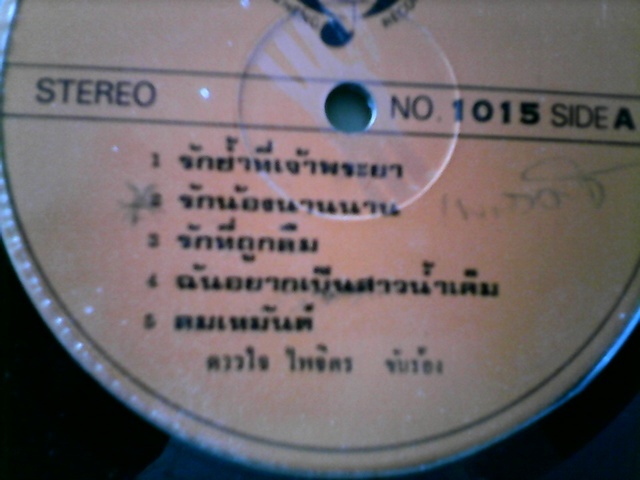 STEREO NO. 1015 SIDE A
1 รักช้ำที่เจ้าพระยา
2 รักน้องนานนาน
3 รักที่ถูกลืม
4 ฉันอยากเป็นสาวน้ำเค็ม
5 ลมเหมันต์
ดาวใจ ไพจิตร ขับร้อง